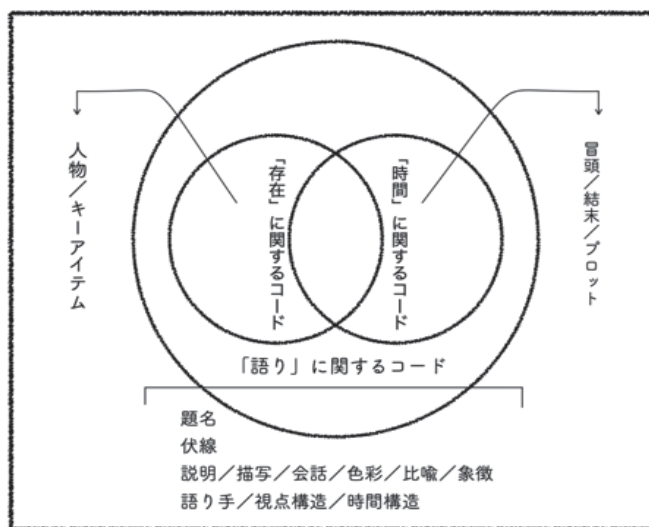 冒頭／結末／プロット
「時間」に関するコード
「存在」に関するコード
人物／キーアイテム
「語り」に関するコード
題名
伏線
説明／描写／会話／色彩／比喩／象徴
語り手／視点構造／時間構造